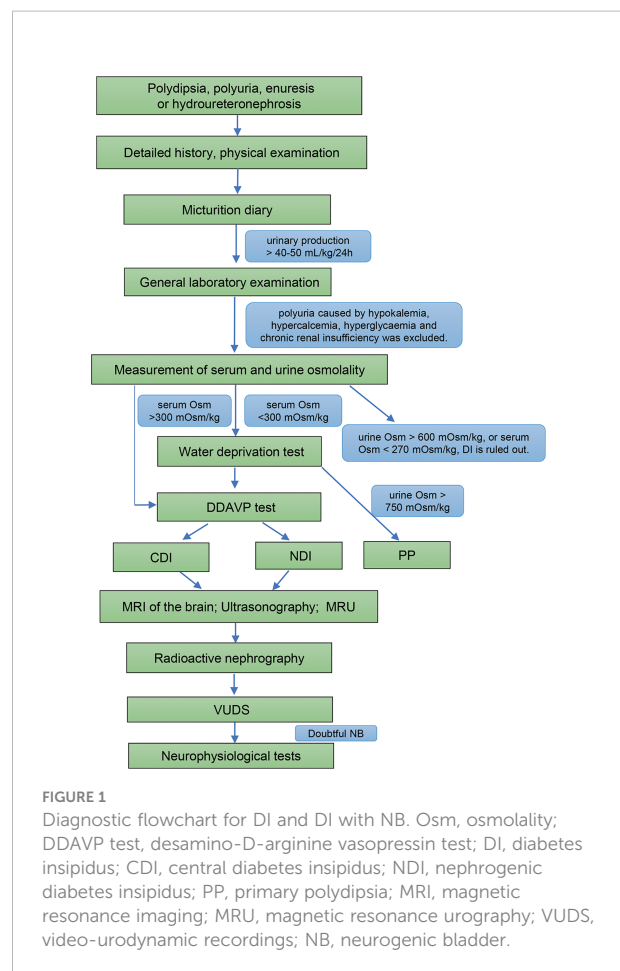 Polydipsia, polyuria, enuresis
or hydroureteronephrosis
Detailed history, physical examination
Micturition diary
urinary production
> 40-50 mL/kg/24h
General laboratory examination
polyuria caused by hypokalemia,
hypercalcemia, hyperglycaemia and
chronic renal insufficiency was excluded.
Measurement of serum and urine osmolality
serum Osm
>300 mOsm/kg
serum Osm
<300 mOsm/kg
urine Osm > 600 mOsm/kg, or serum
Osm < 270 mOsm/kg, DI is ruled out.
Water deprivation test
urine Osm >
750 mOsm/kg
DDAVP test
CDI
NDI
PP
MRI of the brain; Ultrasonography; MRU
Radioactive nephrography
VUDS
Doubtful NB
Neurophysiological tests
FIGURE 1
Diagnostic flowchart for DI and DI with NB. Osm, osmolality;
DDAVP test, desamino-D-arginine vasopressin test; DI, diabetes
insipidus; CDI, central diabetes insipidus; NDI, nephrogenic
diabetes insipidus; PP, primary polydipsia; MRI, magnetic
resonance imaging; MRU, magnetic resonance urography; VUDS,
video-urodynamic recordings; NB, neurogenic bladder.